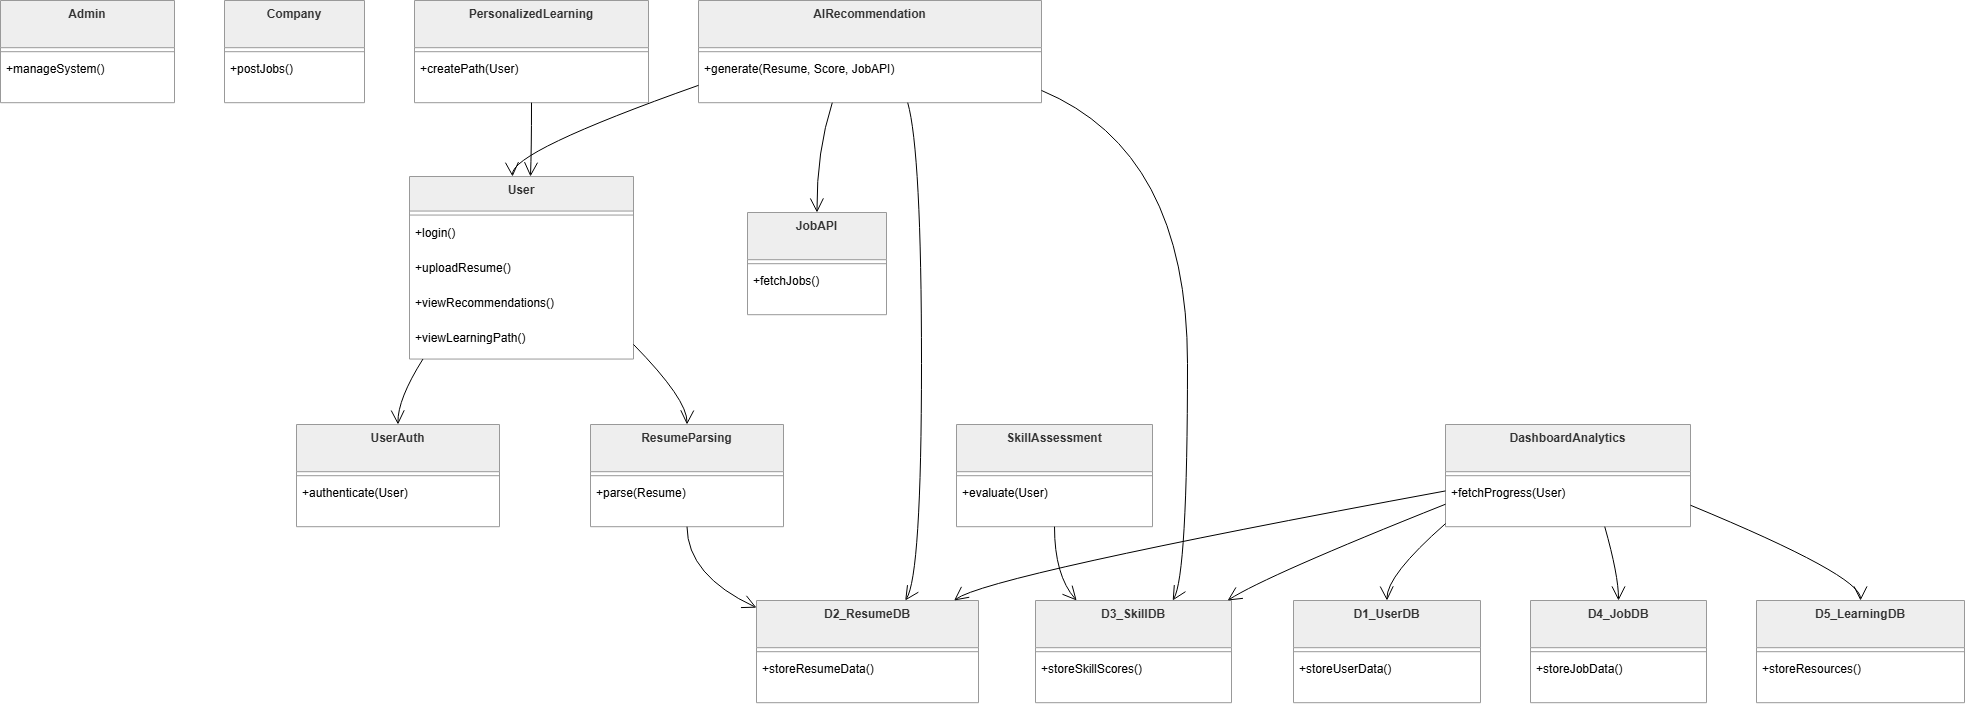 Admin
+manageSystem()
Company
+postJobs()
PersonalizedLearning
+createPath(User)
AIRecommendation
+generate(Resume, Score, JobAPI)
User
+login()
+uploadResume()
+viewRecommendations()
+viewLearningPath()
JobAPI
+fetchJobs()
UserAuth
+authenticate(User)
ResumeParsing
+parse(Resume)
SkillAssessment
+evaluate(User)
DashboardAnalytics
+fetchProgress(User)
D2_ResumeDB
+storeResumeData()
D3_SkillDB
+storeSkillScores()
D1_UserDB
+storeUserData()
D4_JobDB
+storeJobData()
D5_LearningDB
+storeResources()